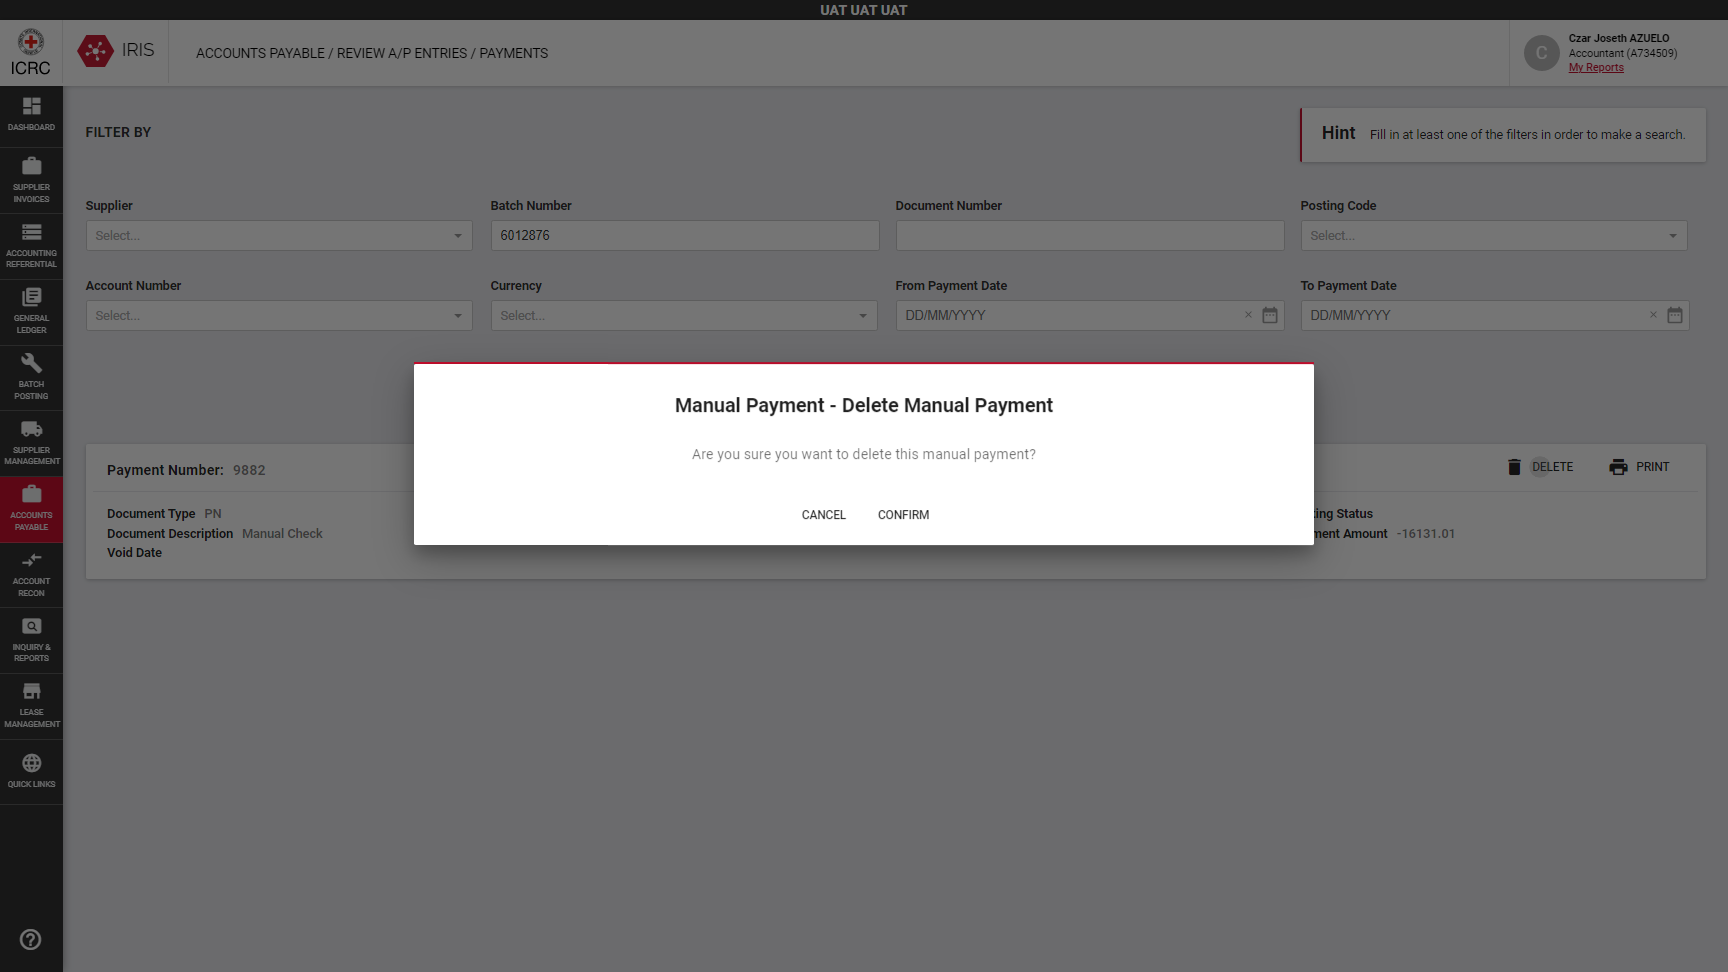 UAT UAT UAT
ICRC
IRIS
ACCOUNTS PAYABLE / REVIEW A/P ENTRIES / PAYMENTS
C
Czar Joseth AZUELO
Accountant (A734509)
My Reports
DASHBOARD
SUPPLIER
INVOICES
ACCOUNTING
REFERENTIAL
GENERAL
LEDGER
BATCH
POSTING
SUPPLIER
MANAGEMENT
ACCOUNTS
PAYABLE
ACCOUNT
RECON
INQUIRY &
REPORTS
LEASE
MANAGEMENT
QUICK LINKS
FILTER BY
Hint Fill in at least one of the filters in order to make a search.
Supplier Batch Number Document Number Posting Code
Select... 6012876 Select...
Account Number Currency From Payment Date To Payment Date
Select... Select... DD/MM/YYYY × DD/MM/YYYY ×
Manual Payment - Delete Manual Payment
Are you sure you want to delete this manual payment?
CANCEL CONFIRM
Payment Number: 9882 DELETE PRINT
Document Type PN ing Status
Document Description Manual Check ment Amount -16131.01
Void Date